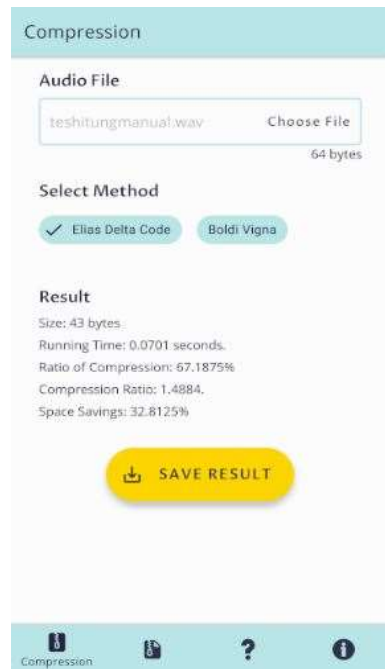 Compression
Audio File
teshitungmanual.wav Choose File
64 bytes
Select Method
Elias Delta Code Boldi Vigna
Result
Size: 43 bytes
Running Time: 0.0701 seconds.
Ratio of Compression: 67.1875%
Compression Ratio: 1.4884.
Space Savings: 32.8125%
SAVE RESULT
Compression